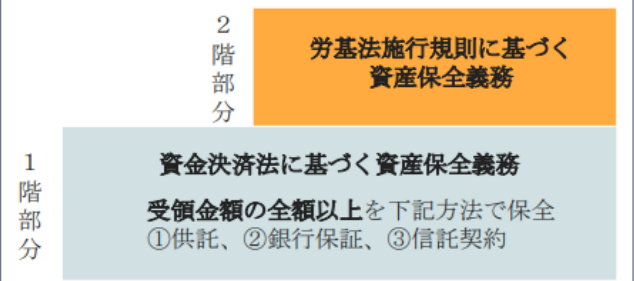 2階部分
労基法施行規則に基づく
資産保全義務
1階部分
資金決済法に基づく資産保全義務
受領金額の全額以上を下記方法で保全
①供託、②銀行保証、③信託契約